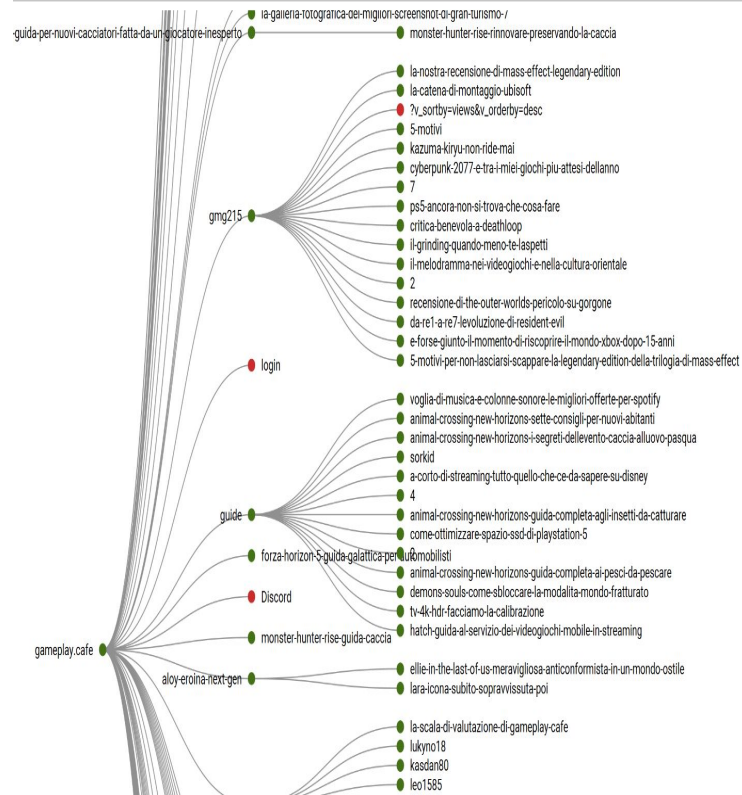 la-galleria-fotografica-dei-migliori-screenshot-di-gran-turismo-7
-guida-per-nuovi-cacciatori-fatta-da-un-giocatore-inesperto
monster-hunter-rise-rinnovare-preservando-la-caccia
la-nostra-recensione-di-mass-effect-legendary-edition
la-catena-di-montaggio-ubisoft
?v_sortby=views&v_orderby=desc
5-motivi
kazuma-kiryu-non-ride-mai
cyberpunk-2077-e-tra-i-miei-giochi-piu-attesi-dellanno
7
ps5-ancora-non-si-trova-che-cosa-fare
gmg215
critica-benevola-a-deathloop
il-grinding-quando-meno-te-laspetti
il-melodramma-nei-videogiochi-e-nella-cultura-orientale
2
recensione-di-the-outer-worlds-pericolo-su-gorgone
da-re1-a-re7-levoluzione-di-resident-evil
e-forse-giunto-il-momento-di-riscoprire-il-mondo-xbox-dopo-15-anni
5-motivi-per-non-lasciarsi-scappare-la-legendary-edition-della-trilogia-di-mass-effect
login
voglia-di-musica-e-colonne-sonore-le-migliori-offerte-per-spotify
animal-crossing-new-horizons-sette-consigli-per-nuovi-abitanti
animal-crossing-new-horizons-i-segreti-dellevento-caccia-alluovo-pasqua
sorkid
a-corto-di-streaming-tutto-quello-che-ce-da-sapere-su-disney
4
guide
animal-crossing-new-horizons-guida-completa-agli-insetti-da-catturare
come-ottimizzare-spazio-ssd-di-playstation-5
forza-horizon-5-guida-galattica-per-automobilisti
animal-crossing-new-horizons-guida-completa-ai-pesci-da-pescare
demons-souls-come-sbloccare-la-modalita-mondo-fratturato
Discord
tv-4k-hdr-facciamo-la-calibrazione
hatch-guida-al-servizio-dei-videogiochi-mobile-in-streaming
monster-hunter-rise-guida-caccia
gameplay.cafe
ellie-in-the-last-of-us-meravigliosa-anticonformista-in-un-mondo-ostile
aloy-eroina-next-gen
lara-icona-subito-sopravvissuta-poi
la-scala-di-valutazione-di-gameplay-cafe
lukyno18
kasdan80
leo1585